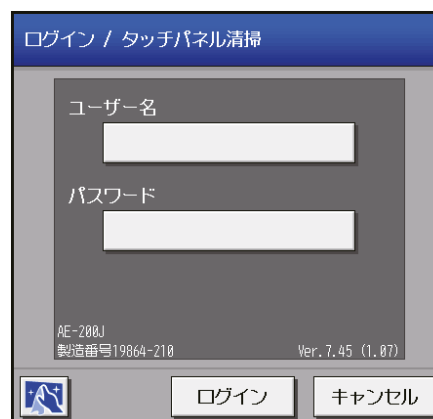 ログイン / タッチパネル清掃
ユーザー名
パスワード
AE-200J
製造番号19864-210
Ver.7.45 (1.07)
ログイン
キャンセル